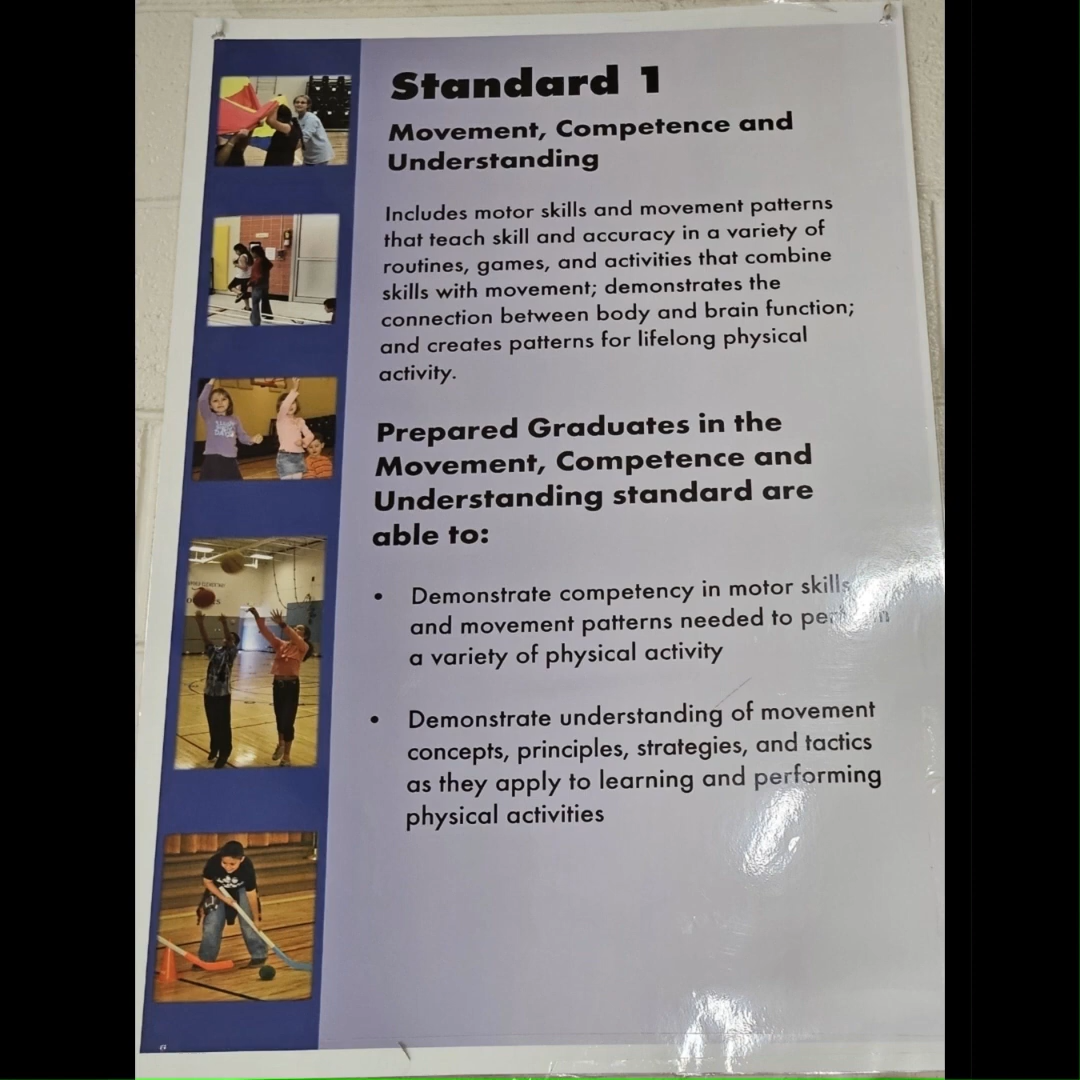 Standard 1
Movement, Competence and
Understanding
Includes motor skills and movement patterns
that teach skill and accuracy in a variety of
routines, games, and activities that combine
skills with movement; demonstrates the
connection between body and brain function;
and creates patterns for lifelong physical
activity.
Prepared Graduates in the
Movement, Competence and
Understanding standard are
able to:
• Demonstrate competency in motor skills
and movement patterns needed to
a variety of physical activity
• Demonstrate understanding of movement
concepts, principles, strategies, and tactics
as they apply to learning and performing
physical activities